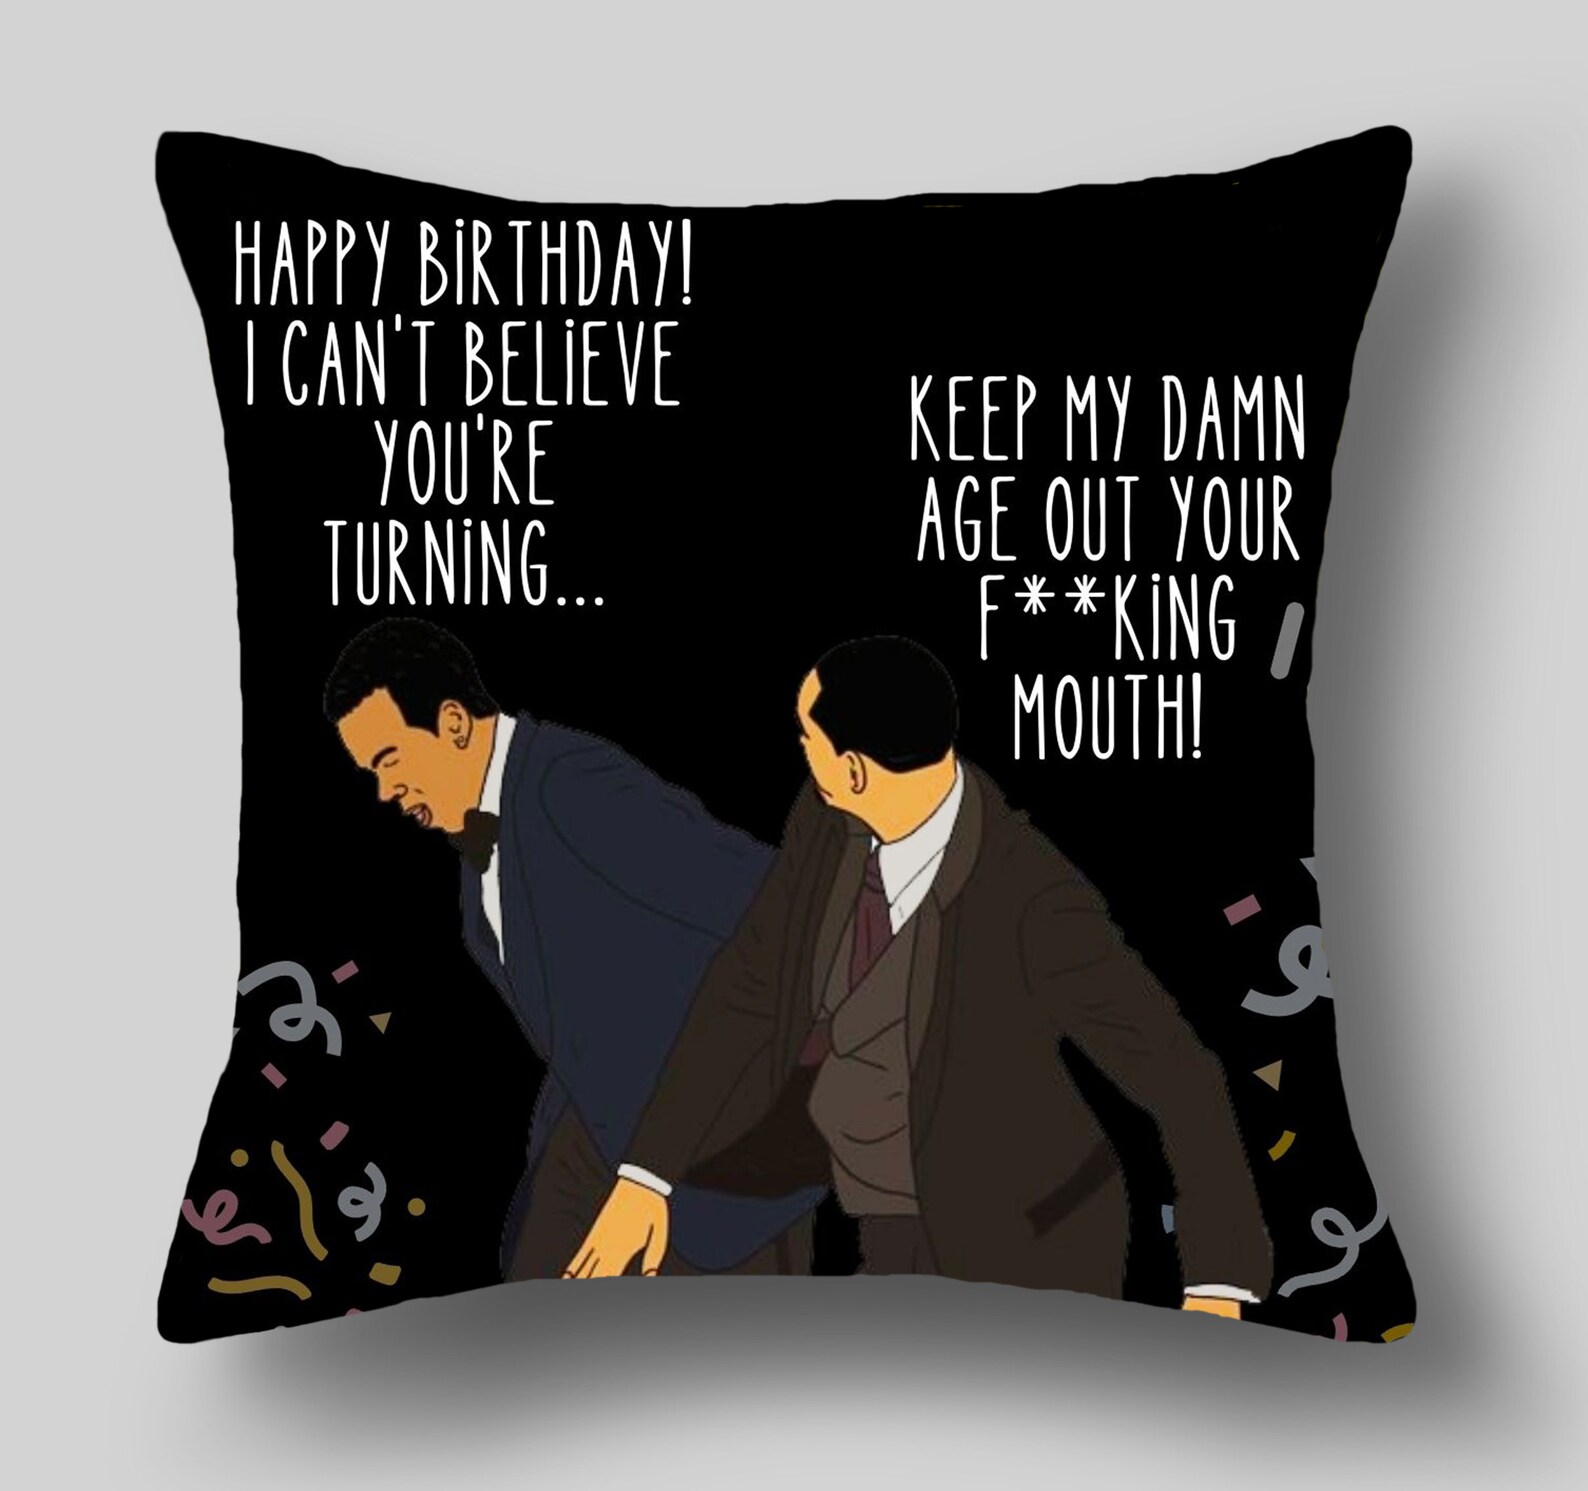 HAPPY BIRTHDAY!
I CAN'T BELIEVE
YOU'RE
TURNING...
KEEP MY DAMN
AGE OUT YOUR
F**KING
MOUTH!